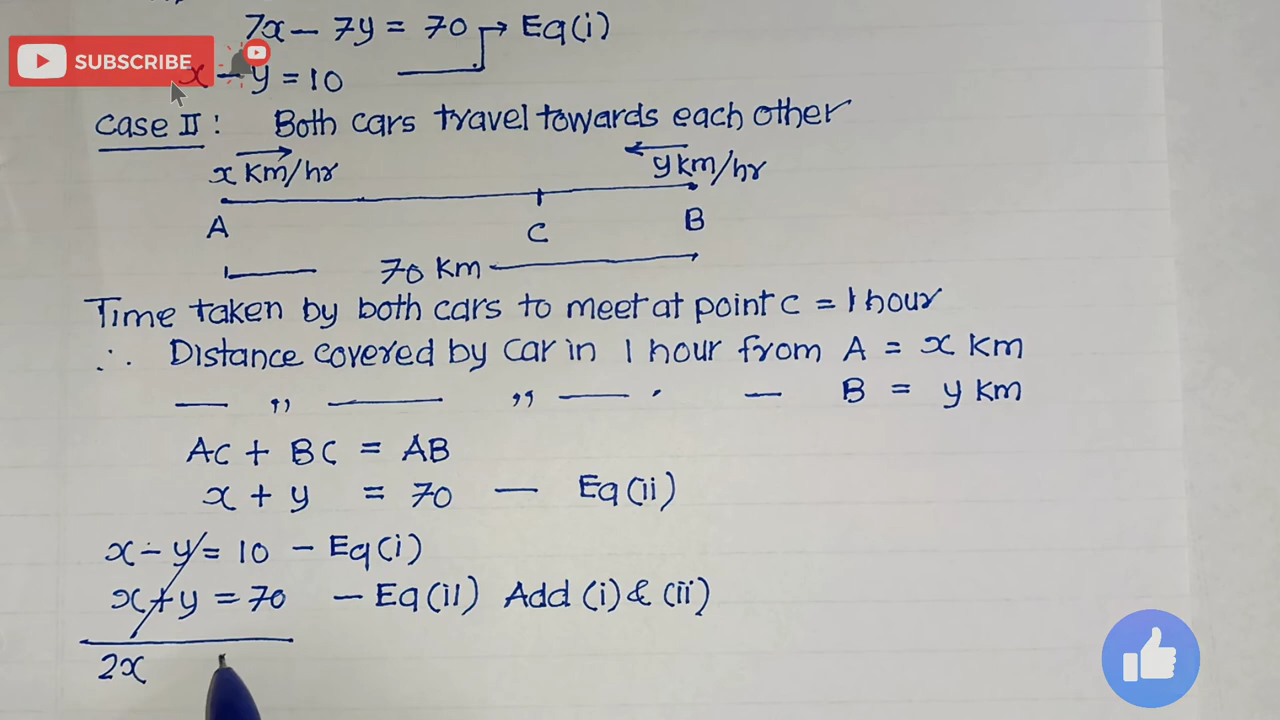 7x - 7y = 70 → Eq(i)
SUBSCRIBE
x - y = 10
Case II : Both cars travel towards each other
x km/hr y km/hr
A C B
70 Km
Time taken by both cars to meet at point C = 1 hour
∴ Distance covered by Car in 1 hour from A = x Km
— ,, — ,, — — B = y Km
AC + BC = AB
x + y = 70 — Eq (ii)
x - y = 10 - Eq (i)
x + y = 70 - Eq (ii) Add (i) & (ii)
2x